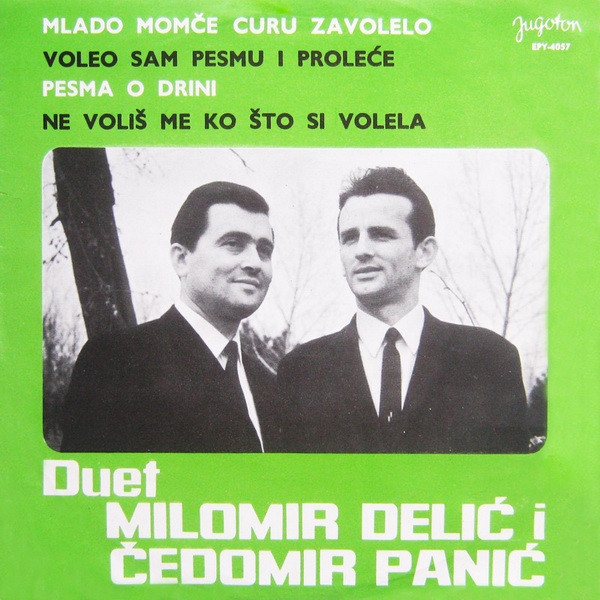 MLADO MOMČE CURU ZAVOLELO
Jugoton
EPY-4057
VOLEO SAM PESMU I PROLEĆE
PESMA O DRINI
NE VOLIŠ ME KO ŠTO SI VOLELA
Duet
MILOMIR DELIĆ i
ČEDOMIR PANIĆ